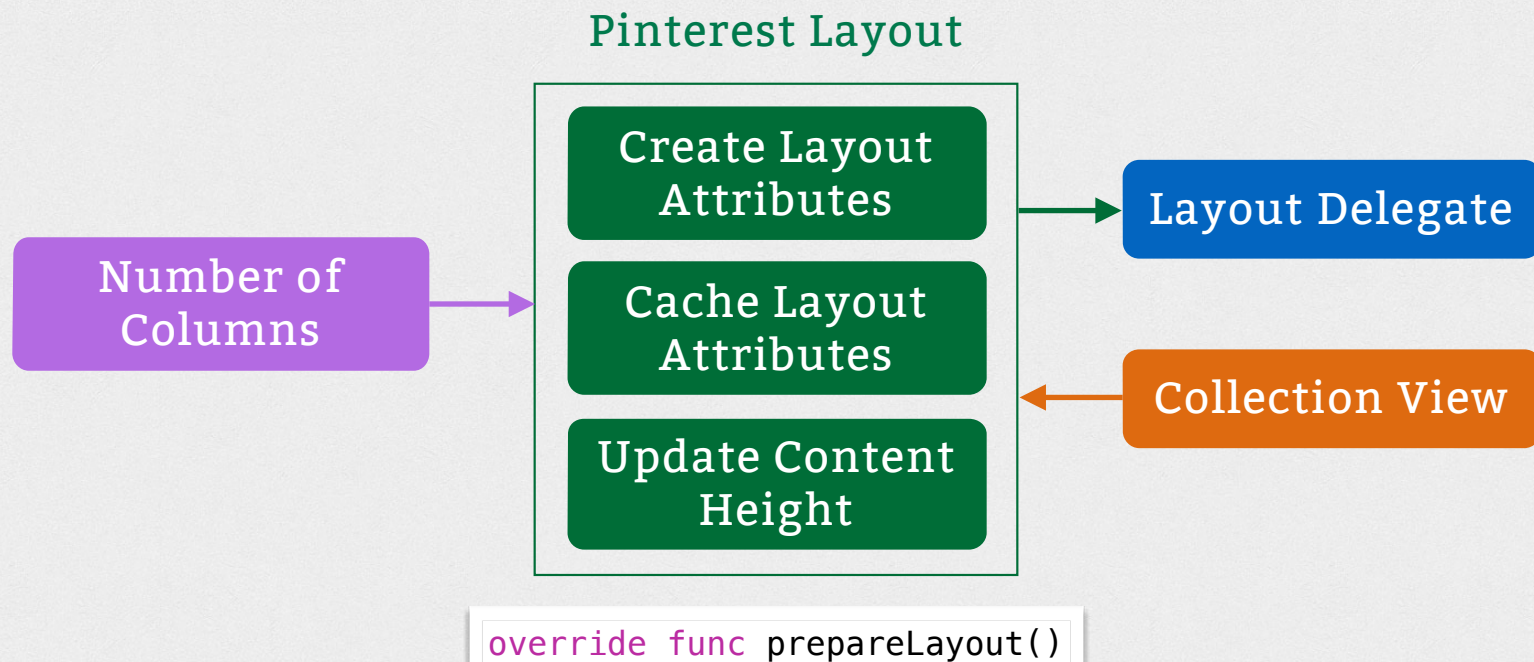 Pinterest Layout
Create Layout
Attributes
Layout Delegate
Number of
Columns
Cache Layout
Attributes
Collection View
Update Content
Height
override func prepareLayout()